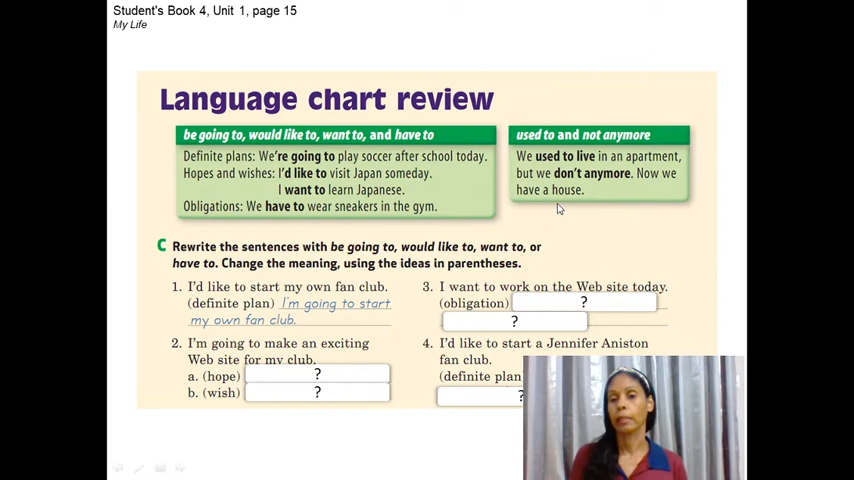 Student's Book 4, Unit 1, page 15
My Life
Language chart review
be going to, would like to, want to, and have to
Definite plans: We're going to play soccer after school today.
Hopes and wishes: I'd like to visit Japan someday.
I want to learn Japanese.
Obligations: We have to wear sneakers in the gym.
used to and not anymore
We used to live in an apartment,
but we don't anymore. Now we
have a house.
C Rewrite the sentences with be going to, would like to, want to, or
have to. Change the meaning, using the ideas in parentheses.
1. I'd like to start my own fan club.
(definite plan) I'm going to start
my own fan club.
2. I'm going to make an exciting
Web site for my club.
a. (hope) ?
b. (wish) ?
3. I want to work on the Web site today.
(obligation) ?
?
4. I'd like to start a Jennifer Aniston
fan club.
(definite plan
?